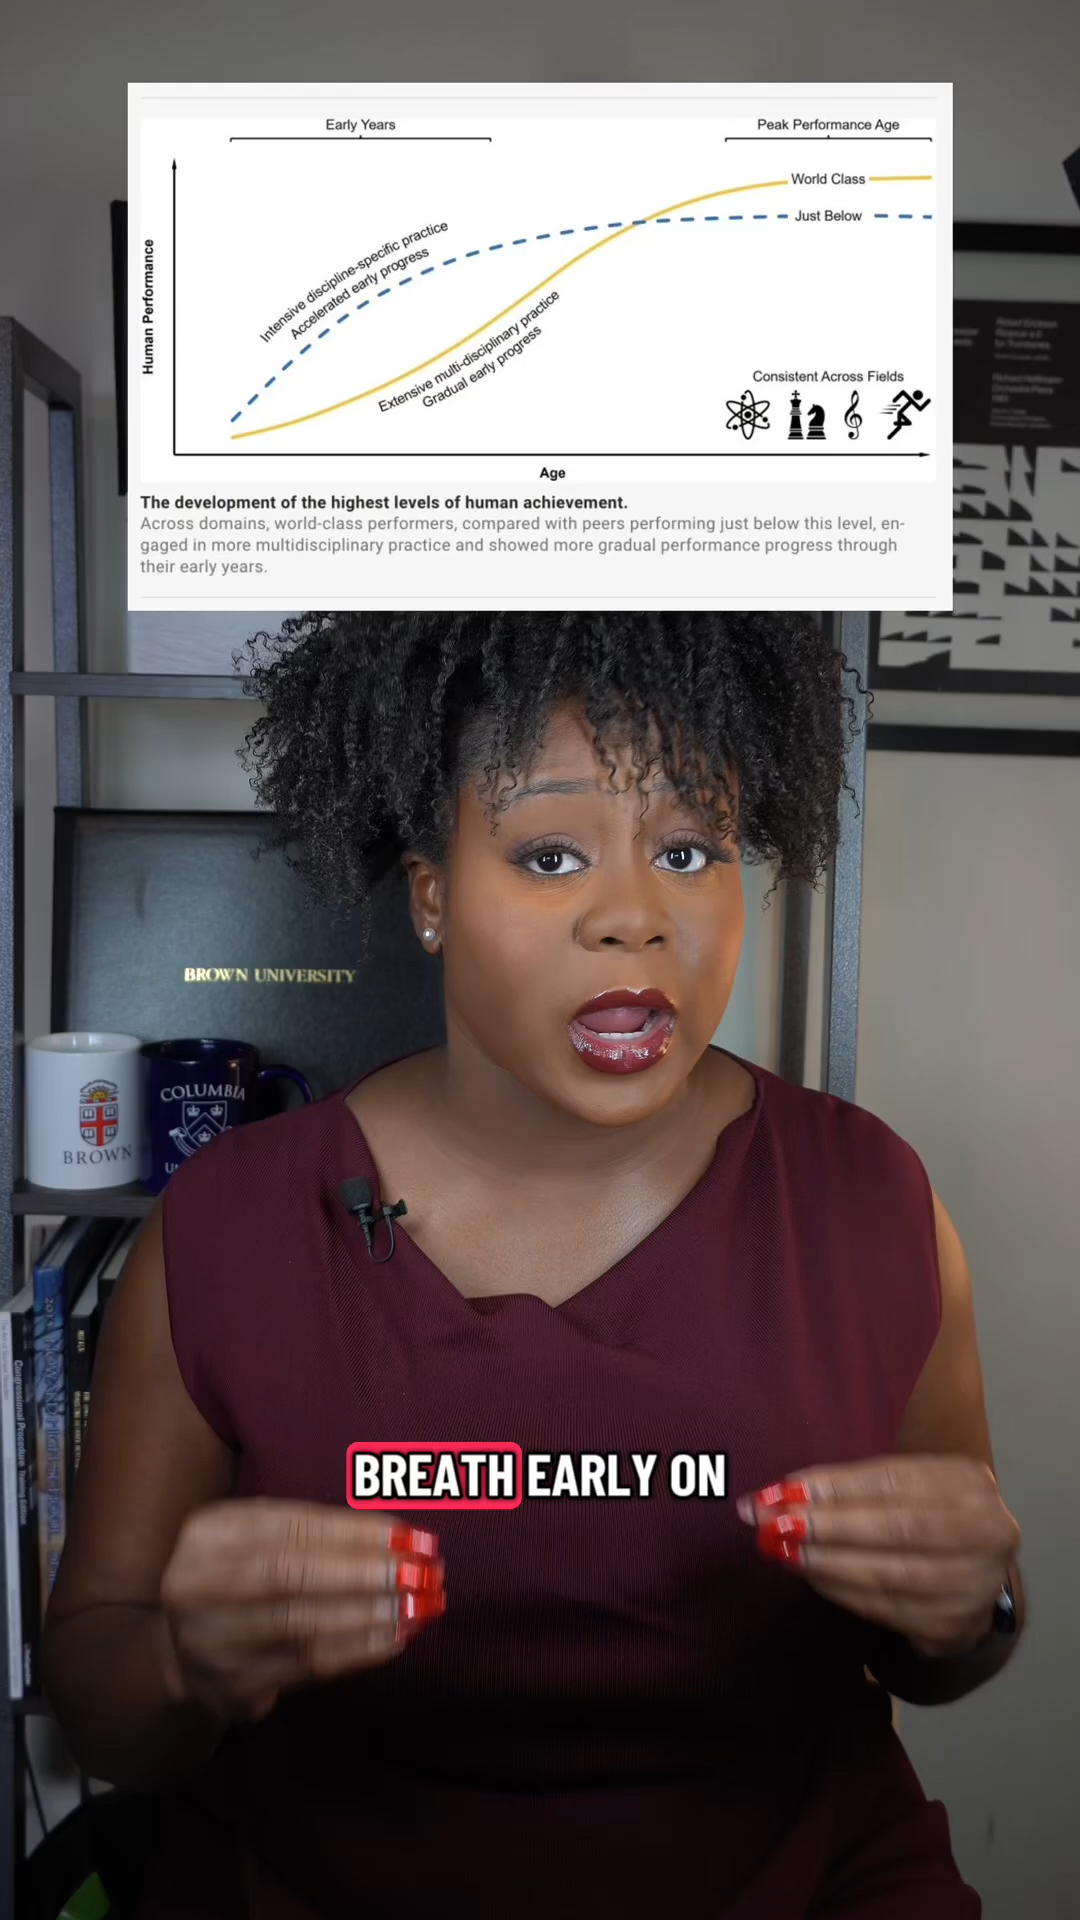 Early Years
Peak Performance Age
World Class
Just Below
Intensive discipline-specific practice
Accelerated early progress
Extensive multi-disciplinary practice
Gradual early progress
Human Performance
Consistent Across Fields
Age
The development of the highest levels of human achievement.
Across domains, world-class performers, compared with peers performing just below this level, en-
gaged in more multidisciplinary practice and showed more gradual performance progress through
their early years.
BROWN UNIVERSITY
COLUMBIA
BROWN
Congressional Procedure
BREATH EARLY ON